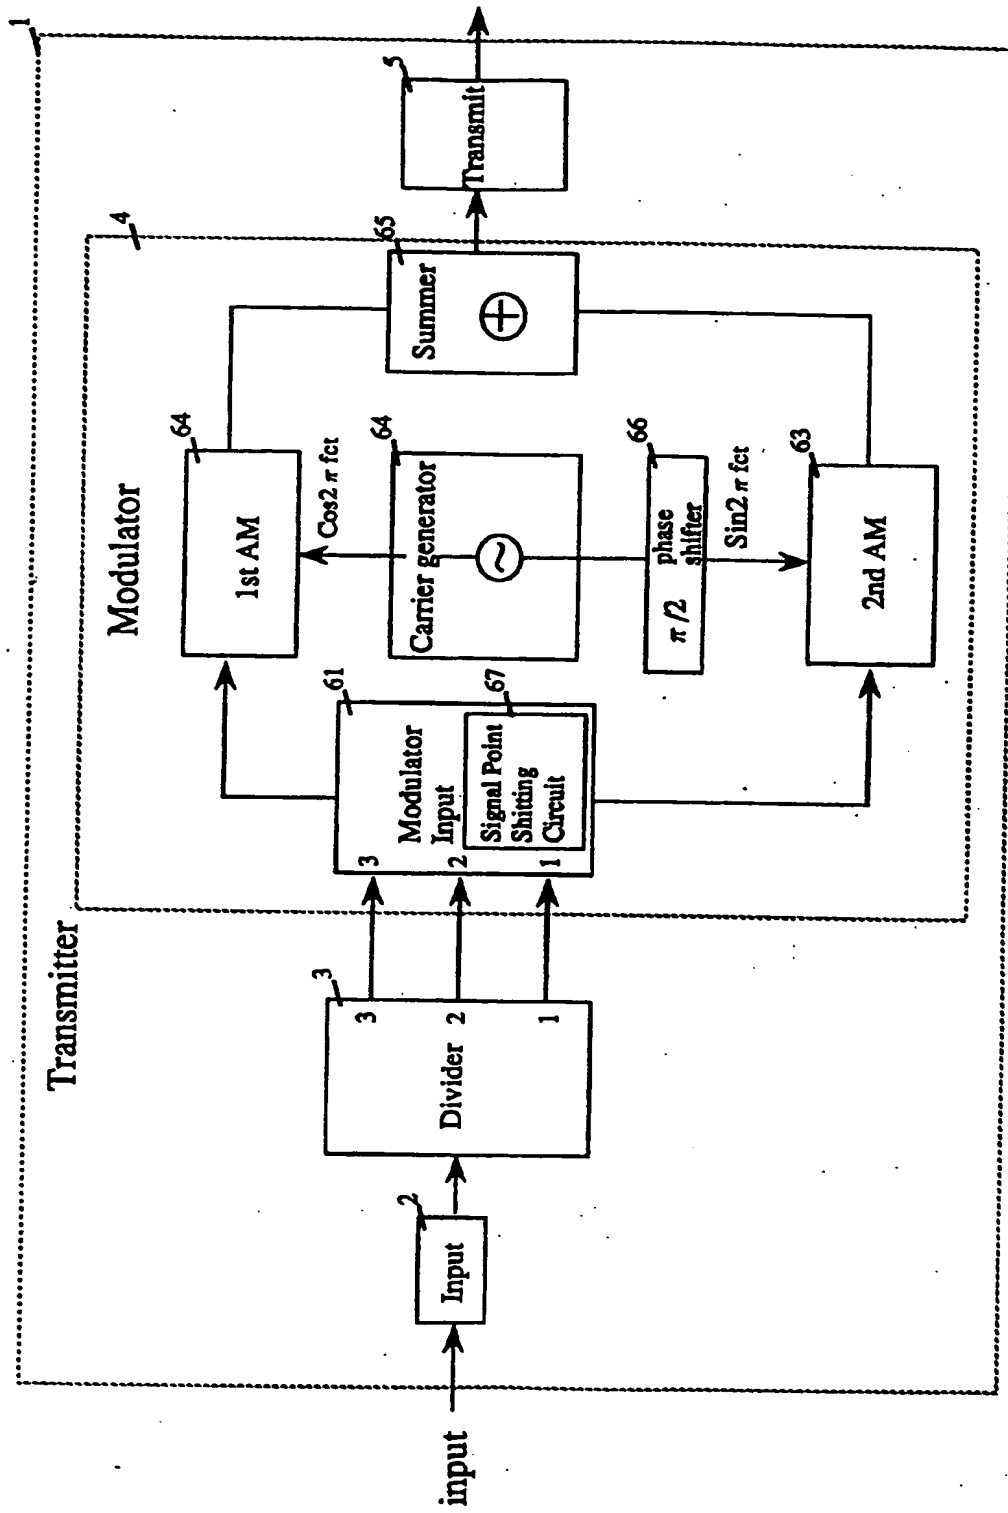 1
Transmitter
4
Modulator
input
2
Input
3
Divider
3
2
1
61
3
2
1
Modulator
Input
67
Signal Point
Shitting
Circuit
64
1st AM
Cos2 π fct
64
Carrier generator
~
66
phase
shifter
π /2
Sin2 π fct
63
2nd AM
65
Summer
+
5
Transmit